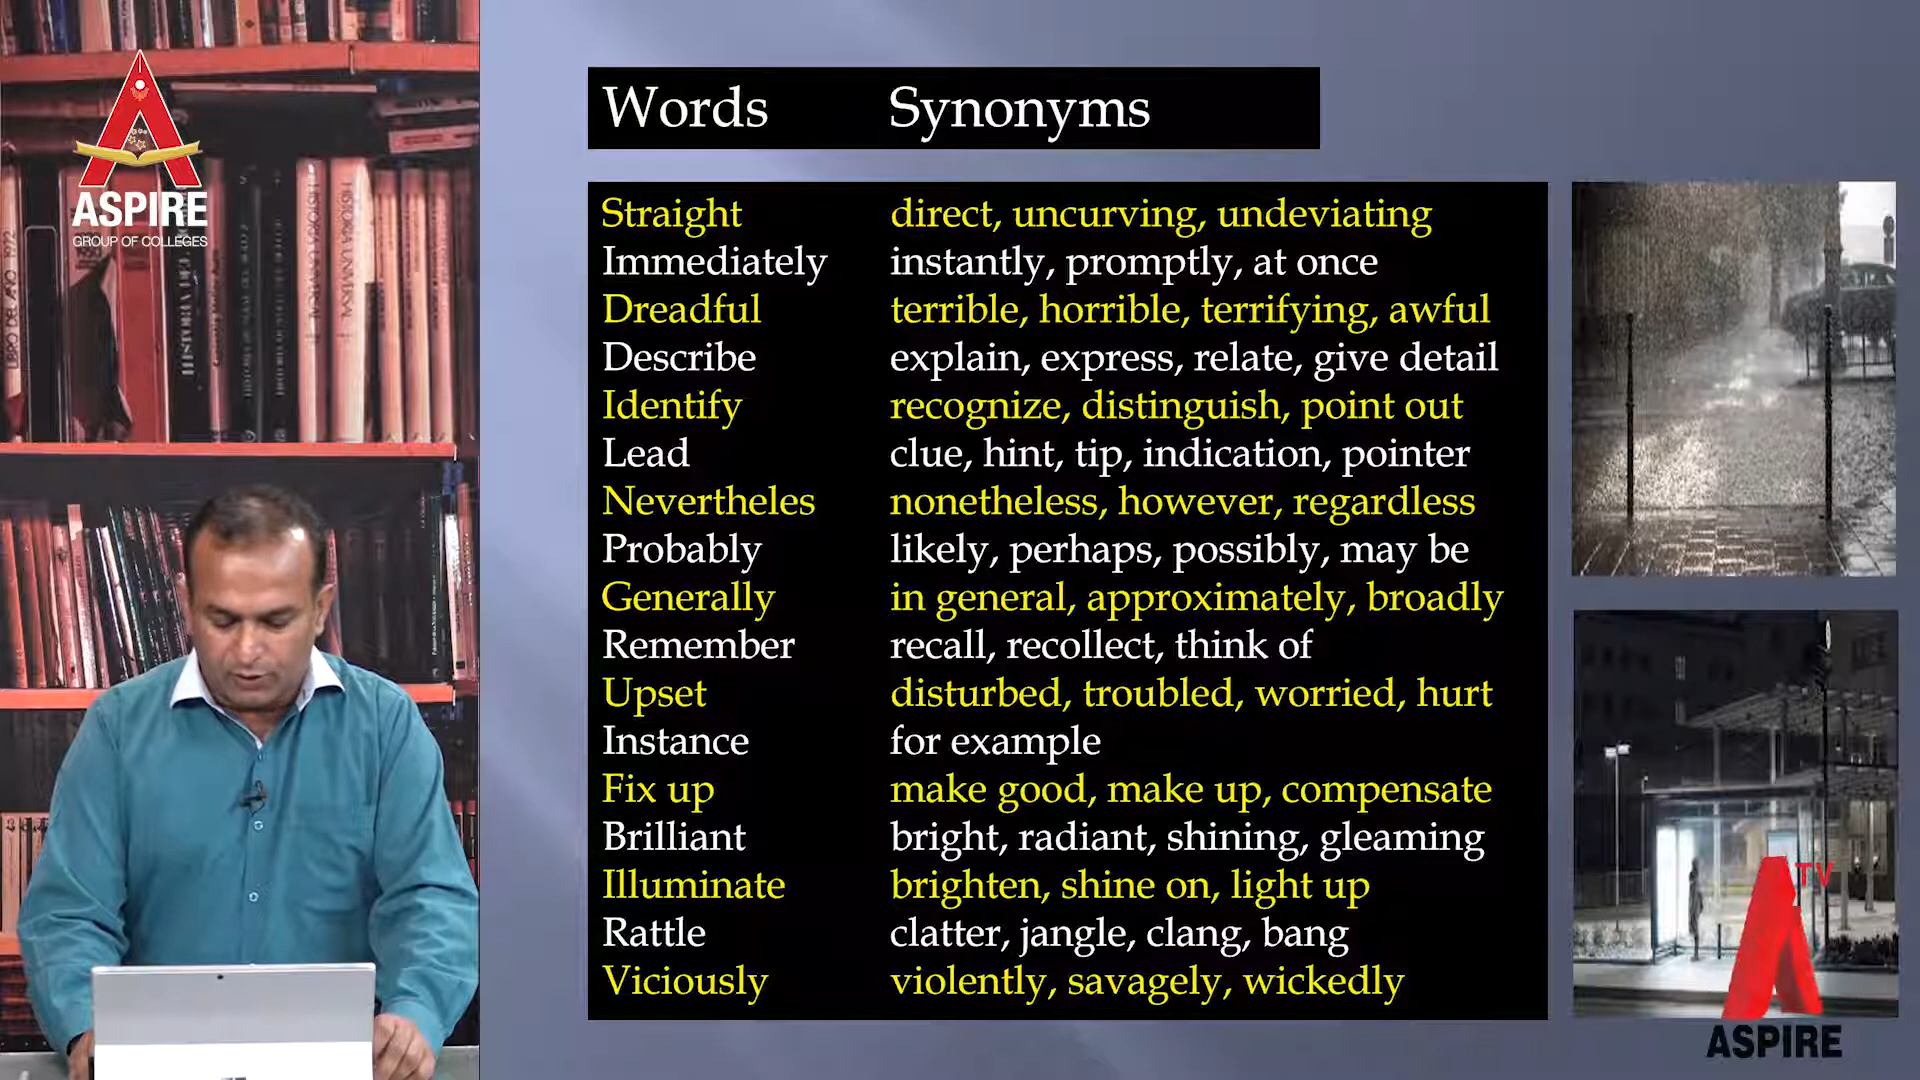 ASPIRE
GROUP OF COLLEGES
Words Synonyms
Straight direct, uncurving, undeviating
Immediately instantly, promptly, at once
Dreadful terrible, horrible, terrifying, awful
Describe explain, express, relate, give detail
Identify recognize, distinguish, point out
Lead clue, hint, tip, indication, pointer
Nevertheles nonetheless, however, regardless
Probably likely, perhaps, possibly, may be
Generally in general, approximately, broadly
Remember recall, recollect, think of
Upset disturbed, troubled, worried, hurt
Instance for example
Fix up make good, make up, compensate
Brilliant bright, radiant, shining, gleaming
Illuminate brighten, shine on, light up
Rattle clatter, jangle, clang, bang
Viciously violently, savagely, wickedly
TV
ASPIRE